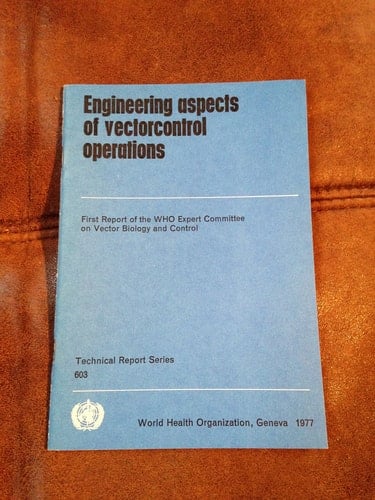 Engineering aspects
of vectorcontrol
operations
First Report of the WHO Expert Committee
on Vector Biology and Control
Technical Report Series
603
World Health Organization, Geneva 1977